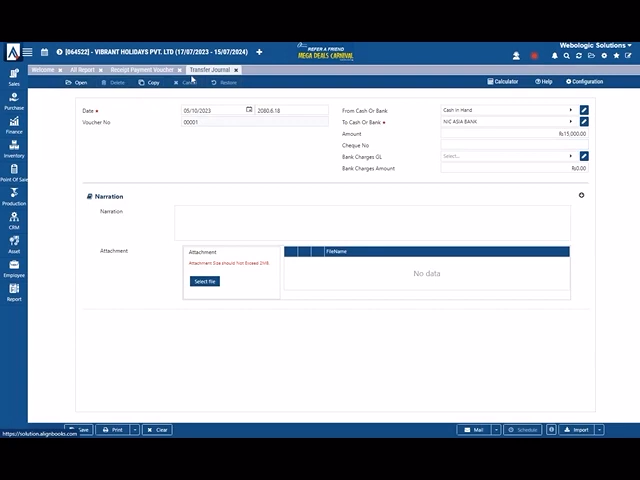 [064522] - VIBRANT HOLIDAYS PVT. LTD (17/07/2023 - 15/07/2024)
REFER A FRIEND
MEGA DEALS CARNIVAL
Weblogic Solutions
Welcome
All Report
Receipt Payment Voucher
Transfer Journal
Open
Delete
Copy
Cancel
Restore
Calculator
Help
Configuration
Sales
Purchase
Finance
Inventory
Point Of Sale
Production
CRM
Asset
Employee
Report
Date *
05/10/2023
2080.6.18
Voucher No
00001
From Cash Or Bank
Cash In Hand
To Cash Or Bank *
NIC ASIA BANK
Amount
₨15,000.00
Cheque No
Bank Charges GL
Select...
Bank Charges Amount
₨0.00
Narration
Narration
Attachment
Attachment
Attachment Size should Not Exceed 2MB.
Select file
FileName
No data
https://solution.alignbooks.com
Save
Print
Clear
Mail
Schedule
Import